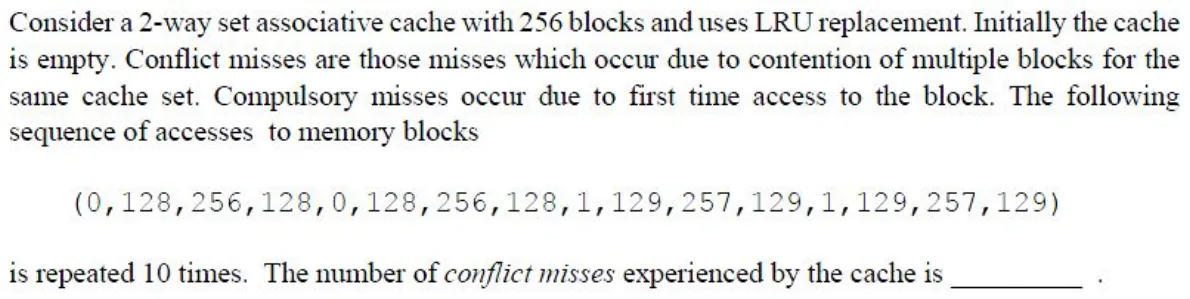 Consider a 2-way set associative cache with 256 blocks and uses LRU replacement. Initially the cache
is empty. Conflict misses are those misses which occur due to contention of multiple blocks for the
same cache set. Compulsory misses occur due to first time access to the block. The following
sequence of accesses to memory blocks
(0,128,256,128,0,128,256,128,1,129,257,129,1,129,257,129)
is repeated 10 times. The number of conflict misses experienced by the cache is __________ .